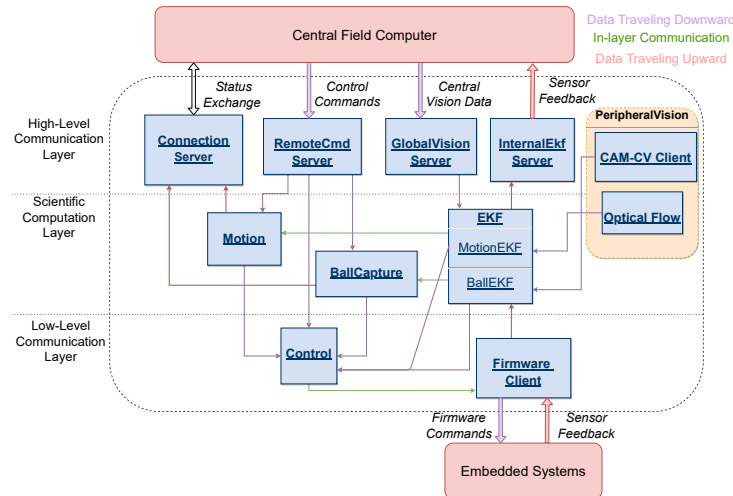 Central Field Computer
Data Traveling Downward
In-layer Communication
Data Traveling Upward
Status
Exchange
Control
Commands
Central
Vision Data
Sensor
Feedback
High-Level
Communication
Layer
Connection
Server
RemoteCmd
Server
GlobalVision
Server
InternalEkf
Server
PeripheralVision
CAM-CV Client
Optical Flow
Scientific
Computation
Layer
Motion
BallCapture
EKF
MotionEKF
BallEKF
Low-Level
Communication
Layer
Control
Firmware
Client
Firmware
Commands
Sensor
Feedback
Embedded Systems